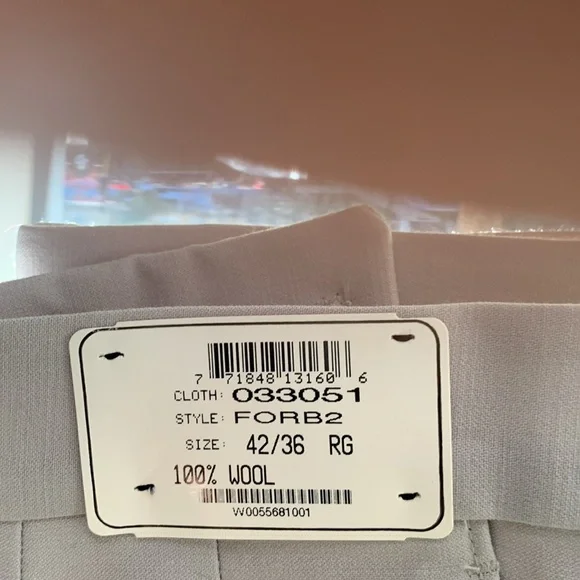 7 71848 13160 6
CLOTH: 033051
STYLE: FORB2
SIZE: 42/36 RG
100% WOOL
W0055681001